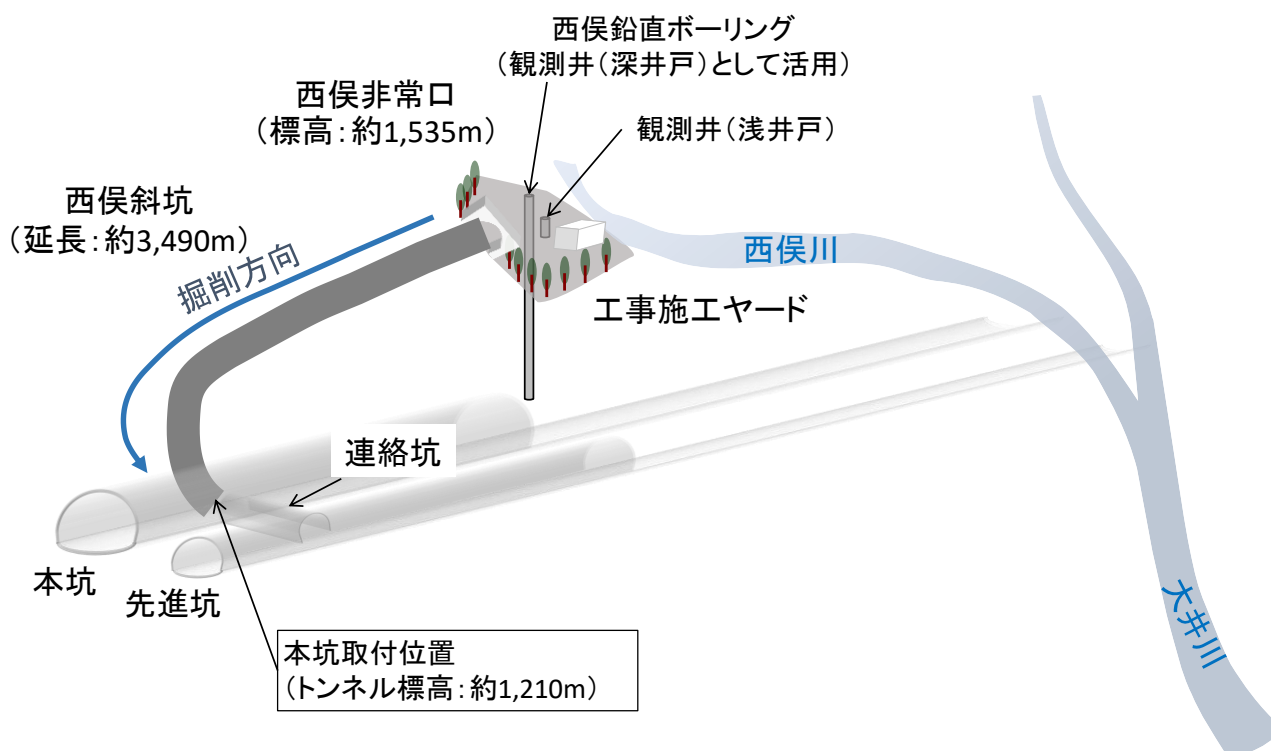 西俣鉛直ボーリング
（観測井（深井戸）として活用）
西俣非常口
（標高：約1,535m）
観測井（浅井戸）
西俣斜坑
（延長：約3,490m）
掘削方向
西俣川
工事施工ヤード
連絡坑
本坑
先進坑
大井川
本坑取付位置
（トンネル標高：約1,210m）